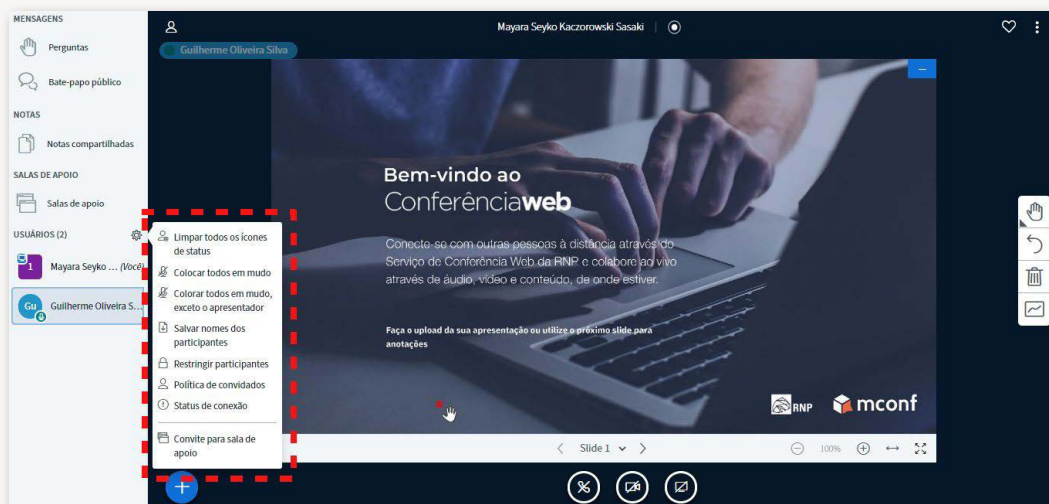 MENSAGENS
Perguntas
Bate-papo público
NOTAS
Notas compartilhadas
SALAS DE APOIO
Salas de apoio
USUÁRIOS (2)
1
Mayara Seyko ... (Você)
Gu
Guilherme Oliveira S...
Mayara Seyko Kaczorowski Sasaki
Guilherme Oliveira Silva
Limpar todos os ícones
de status
Colocar todos em mudo
Colorar todos em mudo,
exceto o apresentador
Salvar nomes dos
participantes
Restringir participantes
Política de convidados
Status de conexão
Convite para sala de
apoio
Bem-vindo ao
Conferênciaweb
Conecte-se com outras pessoas à distância através do
Serviço de Conferência Web da RNP e colabore ao vivo
através de áudio, vídeo e conteúdo, de onde estiver.
Faça o upload da sua apresentação ou utilize o próximo slide para
anotações
RNP
mconf
Slide 1
100%